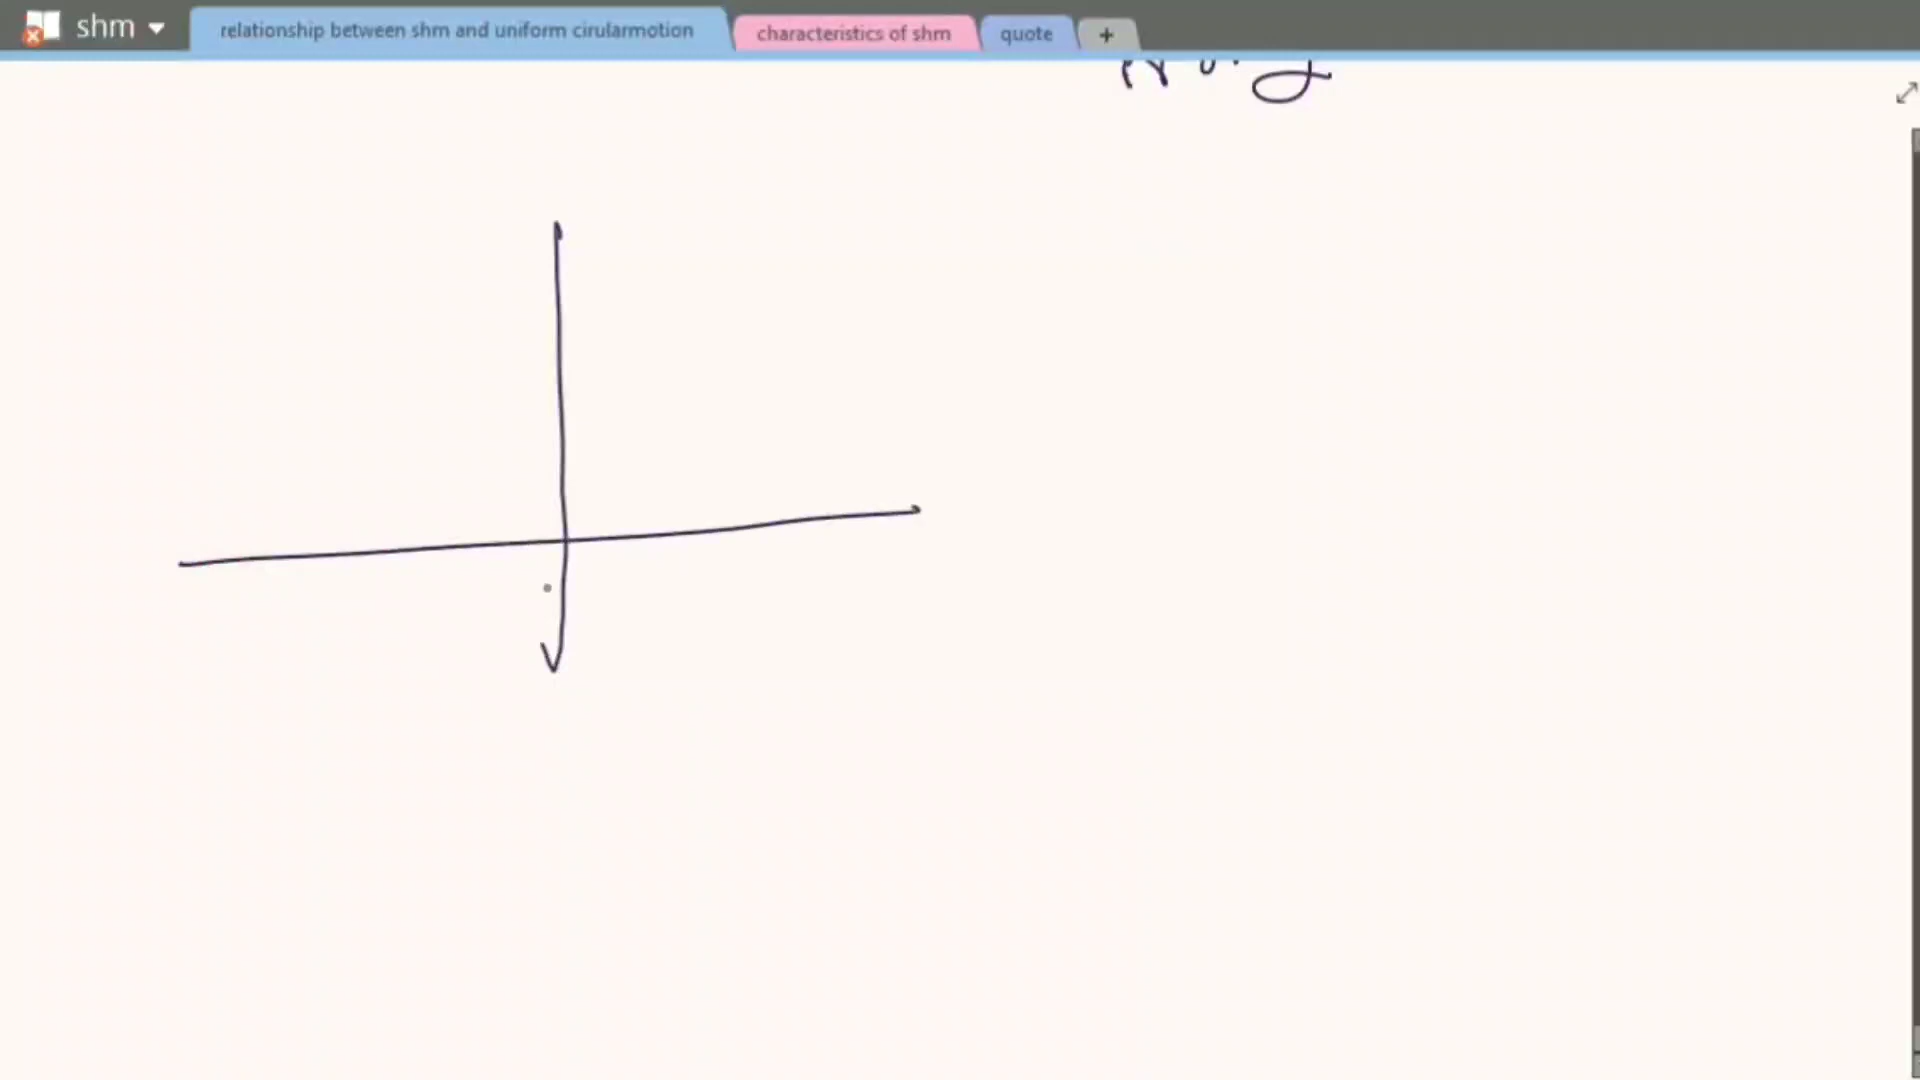 shm
relationship between shm and uniform cirularmotion
characteristics of shm
quote
+